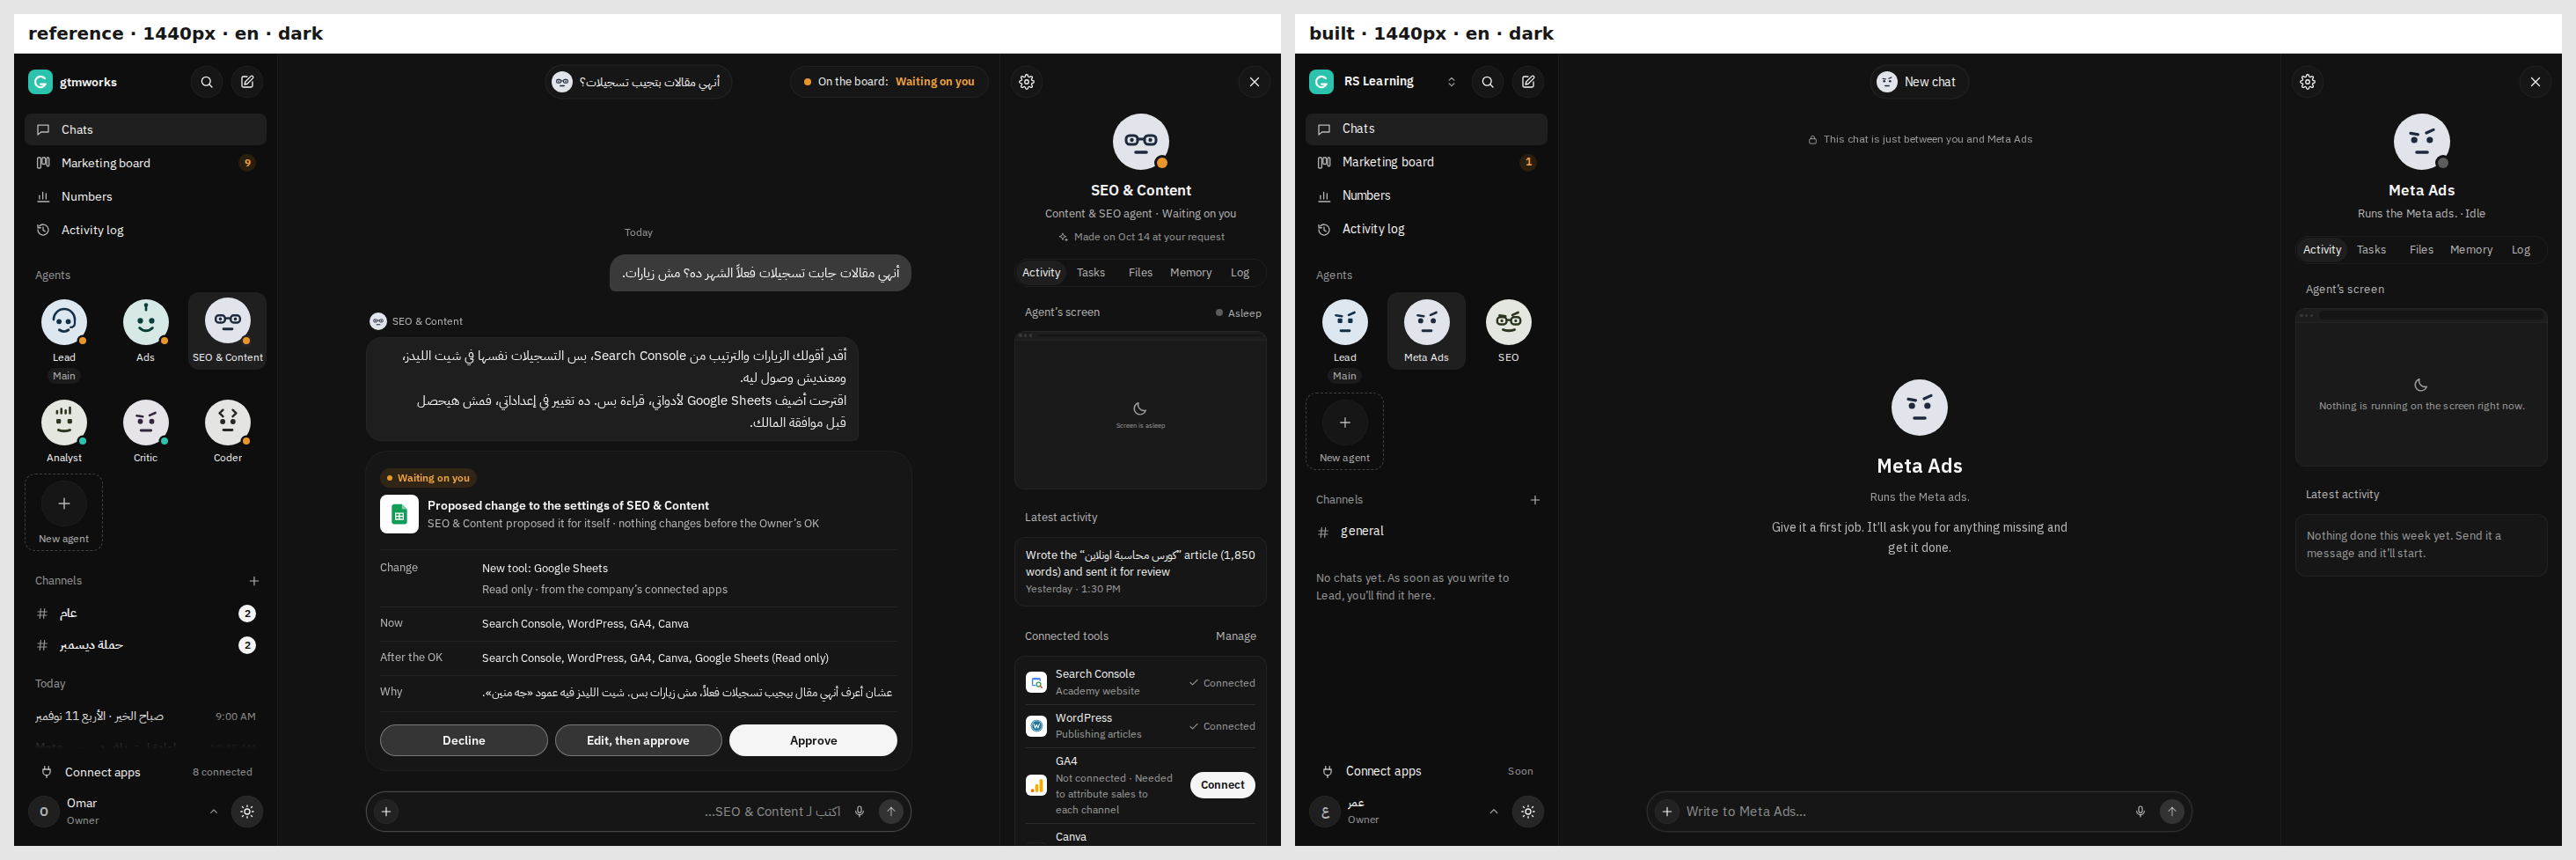 reference · 1440px · en · dark
gtmworks
Chats
Marketing board 9
Numbers
Activity log
Agents
Lead
Main
Ads
SEO & Content
Analyst
Critic
Coder
New agent
Channels
عام 2
حملة ديسمبر 2
Today
صباح الخير · الأربع 11 نوفمبر 9:00 AM
Connect apps 8 connected
O
Omar
Owner
أنهي مقالات بتجيب تسجيلات؟
On the board: Waiting on you
Today
أنهي مقالات جابت تسجيلات فعلاً الشهر ده؟ مش زيارات.
SEO & Content
أقدر أقولك الزيارات والترتيب من Search Console، بس التسجيلات نفسها في شيت الليدز،
ومعنديش وصول ليه.
اقترحت أضيف Google Sheets لأدواتي، قراءة بس. ده تغيير في إعداداتي، فمش هيحصل
قبل موافقة المالك.
Waiting on you
Proposed change to the settings of SEO & Content
SEO & Content proposed it for itself · nothing changes before the Owner's OK
Change New tool: Google Sheets
Read only · from the company's connected apps
Now Search Console, WordPress, GA4, Canva
After the OK Search Console, WordPress, GA4, Canva, Google Sheets (Read only)
Why عشان أعرف أنهي مقال بيجيب تسجيلات فعلاً، مش زيارات بس. شيت الليدز فيه عمود «جه منين».
Decline
Edit, then approve
Approve
اكتب لـ SEO & Content...
SEO & Content
Content & SEO agent · Waiting on you
Made on Oct 14 at your request
Activity Tasks Files Memory Log
Agent's screen Asleep
Screen is asleep
Latest activity
Wrote the “كورس محاسبة اونلاين” article (1,850
words) and sent it for review
Yesterday · 1:30 PM
Connected tools Manage
Search Console
Academy website
Connected
WordPress
Publishing articles
Connected
GA4
Not connected · Needed
to attribute sales to
each channel
Connect
Canva
built · 1440px · en · dark
RS Learning
Chats
Marketing board 1
Numbers
Activity log
Agents
Lead
Main
Meta Ads
SEO
New agent
Channels
general
No chats yet. As soon as you write to
Lead, you'll find it here.
Connect apps Soon
ع
عمر
Owner
New chat
This chat is just between you and Meta Ads
Meta Ads
Runs the Meta ads.
Give it a first job. It'll ask you for anything missing and
get it done.
Write to Meta Ads...
Meta Ads
Runs the Meta ads. · Idle
Activity Tasks Files Memory Log
Agent's screen
Nothing is running on the screen right now.
Latest activity
Nothing done this week yet. Send it a
message and it'll start.